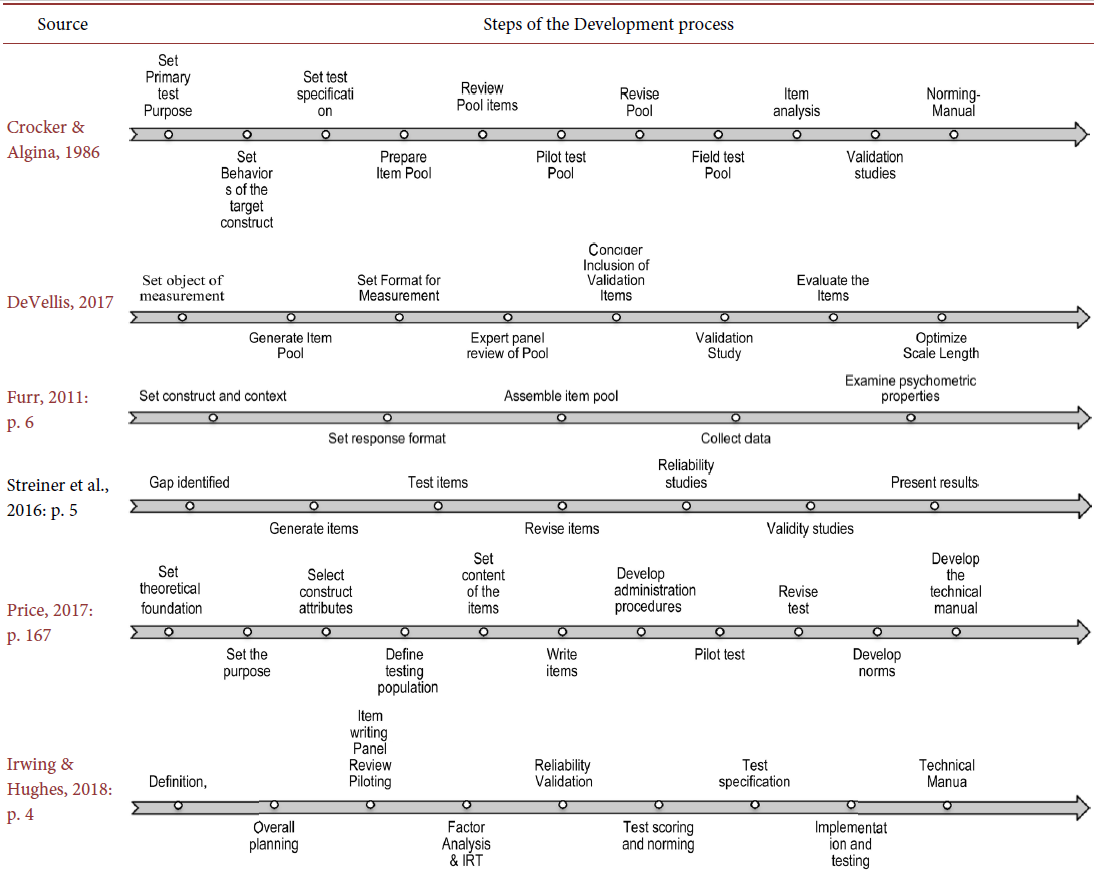 Source
Steps of the Development process
Crocker &
Algina, 1986
Set
Primary
test
Purpose
Set
Behavior
s of the
target
construct
Set test
specificati
on
Prepare
Item Pool
Review
Pool items
Pilot test
Pool
Revise
Pool
Field test
Pool
Item
analysis
Validation
studies
Norming-
Manual
DeVellis, 2017
Set object of
measurement
Generate Item
Pool
Set Format for
Measurement
Expert panel
review of Pool
Concider
Inclusion of
Validation
Items
Validation
Study
Evaluate the
Items
Optimize
Scale Length
Furr, 2011:
p. 6
Set construct and context
Set response format
Assemble item pool
Collect data
Examine psychometric
properties
Streiner et al.,
2016: p. 5
Gap identified
Generate items
Test items
Revise items
Reliability
studies
Validity studies
Present results
Price, 2017:
p. 167
Set
theoretical
foundation
Set the
purpose
Select
construct
attributes
Define
testing
population
Set
content
of the
items
Write
items
Develop
administration
procedures
Pilot test
Revise
test
Develop
norms
Develop
the
technical
manual
Irwing &
Hughes, 2018:
p. 4
Definition,
Overall
planning
Item
writing
Panel
Review
Piloting
Factor
Analysis
& IRT
Reliability
Validation
Test scoring
and norming
Test
specification
Implementat
ion and
testing
Technical
Manua